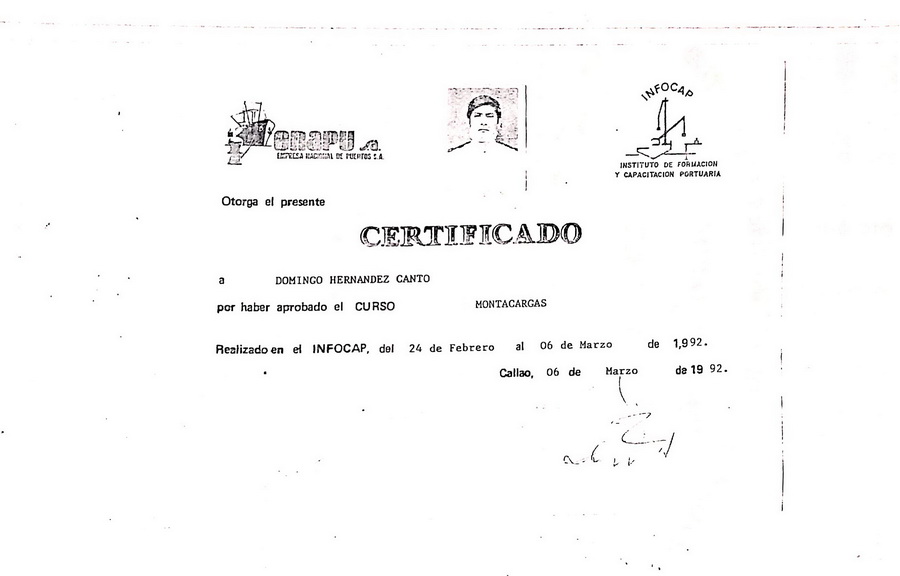 ENAPU S.A.
EMPRESA NACIONAL DE PUERTOS S.A.
INFOCAP
INSTITUTO DE FORMACION
Y CAPACITACION PORTUARIA
Otorga el presente
CERTIFICADO
a DOMINGO HERNANDEZ CANTO
por haber aprobado el CURSO MONTACARGAS
Realizado en el INFOCAP, del 24 de Febrero al 06 de Marzo de 1,992.
Callao, 06 de Marzo de 19 92.